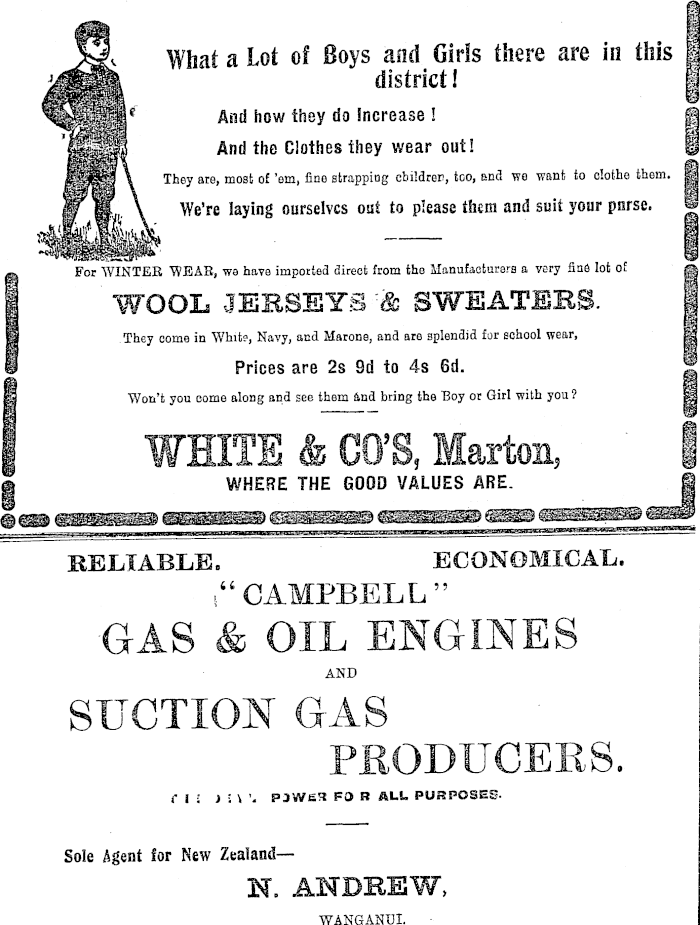 What a Lot of Boys and Girls there are in this
district!
And how they do Increase!
And the Clothes they wear out!
They are, most of 'em, fine strapping children, too, and we want to clothe them.
We're laying ourselves out to please them and suit your purse.
For WINTER WEAR, we have imported direct from the Manufacturers a very fine lot of
WOOL JERSEYS & SWEATERS.
They come in White, Navy, and Marone, and are splendid for school wear,
Prices are 2s 9d to 4s 6d.
Won't you come along and see them and bring the Boy or Girl with you?
WHITE & CO'S, Marton,
WHERE THE GOOD VALUES ARE.
RELIABLE. ECONOMICAL.
"CAMPBELL"
GAS & OIL ENGINES
AND
SUCTION GAS
PRODUCERS.
POWER FOR ALL PURPOSES.
Sole Agent for New Zealand—
N. ANDREW,
WANGANUI.